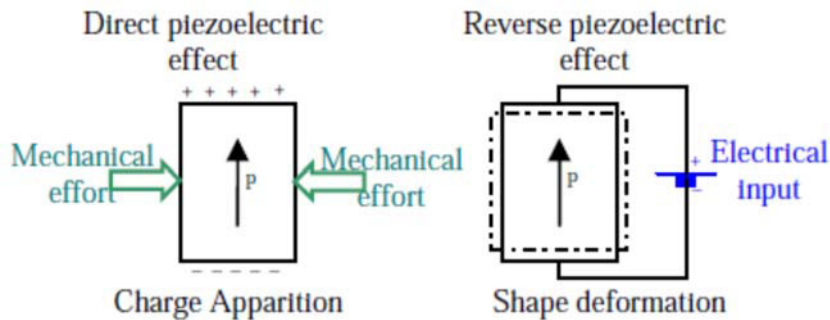 Direct piezoelectric
effect
+ + + + +
Mechanical
effort
P
Mechanical
effort
− − − − −
Charge Apparition
Reverse piezoelectric
effect
P
+
−
Electrical
input
Shape deformation